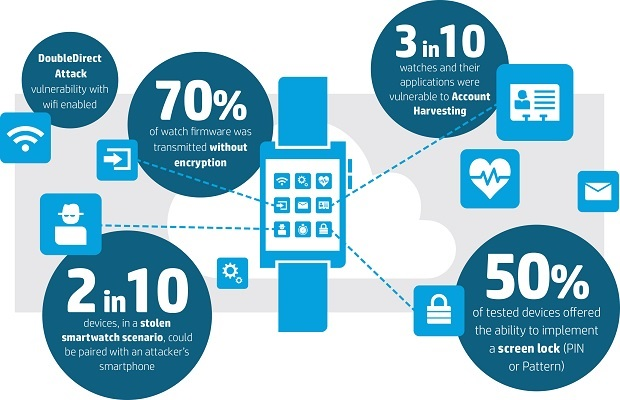 DoubleDirect
Attack
vulnerability with
wifi enabled
70%
of watch firmware was
transmitted without
encryption
3 in 10
watches and their
applications were
vulnerable to Account
Harvesting
2 in 10
devices, in a stolen
smartwatch scenario, could
be paired with an attacker's
smartphone
50%
of tested devices offered
the ability to implement
a screen lock (PIN
or Pattern)